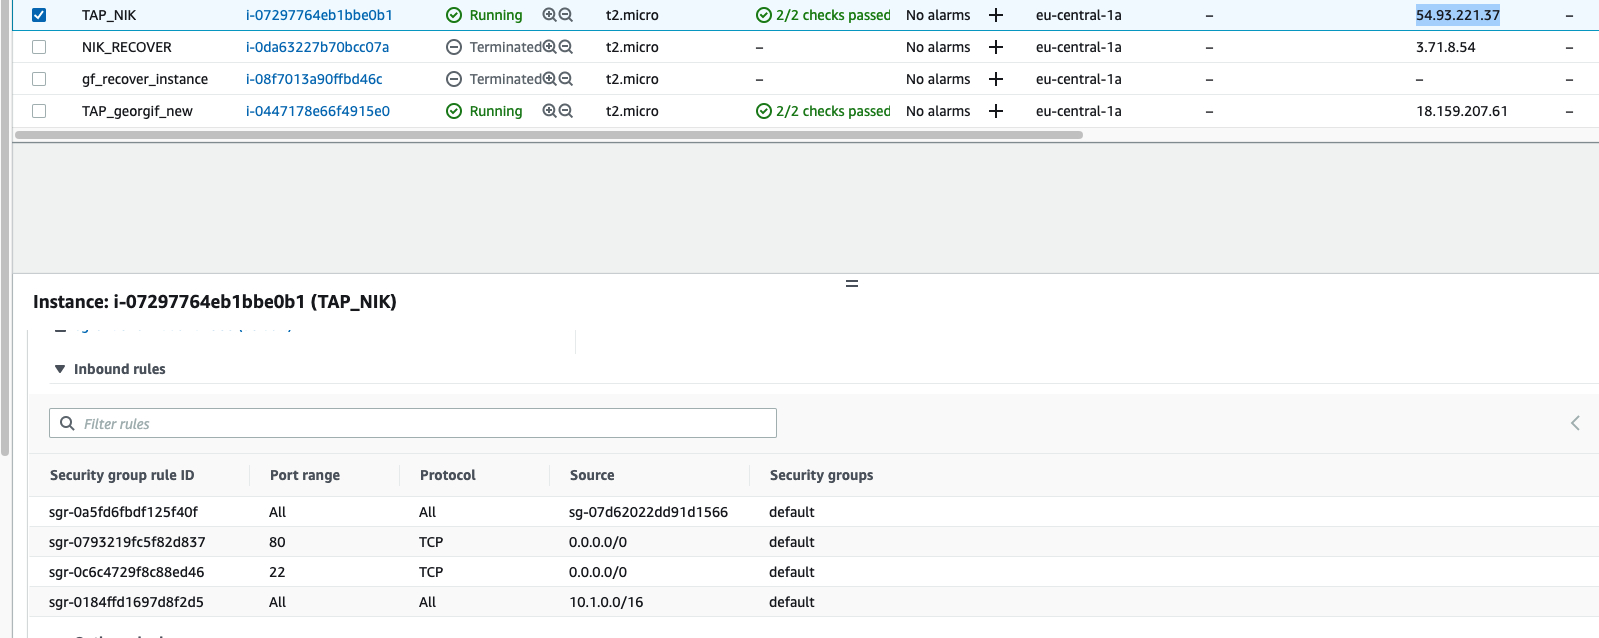 TAP_NIK i-07297764eb1bbe0b1 Running t2.micro 2/2 checks passed No alarms + eu-central-1a – 54.93.221.37 –
NIK_RECOVER i-0da63227b70bcc07a Terminated t2.micro – No alarms + eu-central-1a – 3.71.8.54 –
gf_recover_instance i-08f7013a90ffbd46c Terminated t2.micro – No alarms + eu-central-1a – – –
TAP_georgif_new i-0447178e66f4915e0 Running t2.micro 2/2 checks passed No alarms + eu-central-1a – 18.159.207.61 –
Instance: i-07297764eb1bbe0b1 (TAP_NIK)
Inbound rules
Filter rules
Security group rule ID Port range Protocol Source Security groups
sgr-0a5fd6fbdf125f40f All All sg-07d62022dd91d1566 default
sgr-0793219fc5f82d837 80 TCP 0.0.0.0/0 default
sgr-0c6c4729f8c88ed46 22 TCP 0.0.0.0/0 default
sgr-0184ffd1697d8f2d5 All All 10.1.0.0/16 default